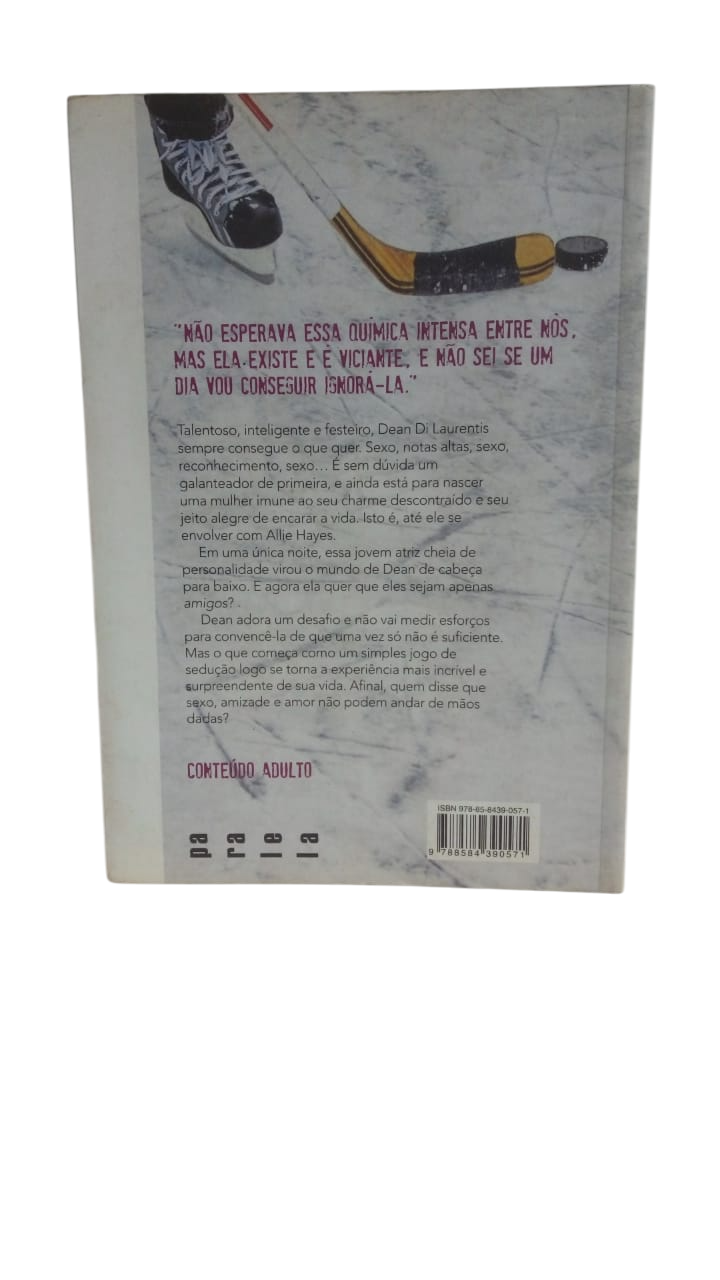 "NÃO ESPERAVA ESSA QUÍMICA INTENSA ENTRE NÓS,
MAS ELA EXISTE E É VICIANTE, E NÃO SEI SE UM
DIA VOU CONSEGUIR IGNORÁ-LA."
Talentoso, inteligente e festeiro, Dean Di Laurentis
sempre consegue o que quer. Sexo, notas altas, sexo,
reconhecimento, sexo... É sem dúvida um
galanteador de primeira, e ainda está para nascer
uma mulher imune ao seu charme descontraído e seu
jeito alegre de encarar a vida. Isto é, até ele se
envolver com Allie Hayes.
Em uma única noite, essa jovem atriz cheia de
personalidade virou o mundo de Dean de cabeça
para baixo. E agora ela quer que eles sejam apenas
amigos?
Dean adora um desafio e não vai medir esforços
para convencê-la de que uma vez só não é suficiente.
Mas o que começa como um simples jogo de
sedução logo se torna a experiência mais incrível e
surpreendente de sua vida. Afinal, quem disse que
sexo, amizade e amor não podem andar de mãos
dadas?
CONTEÚDO ADULTO
pa
ra
le
la
ISBN 978-85-8439-057-1
9 788584 390571